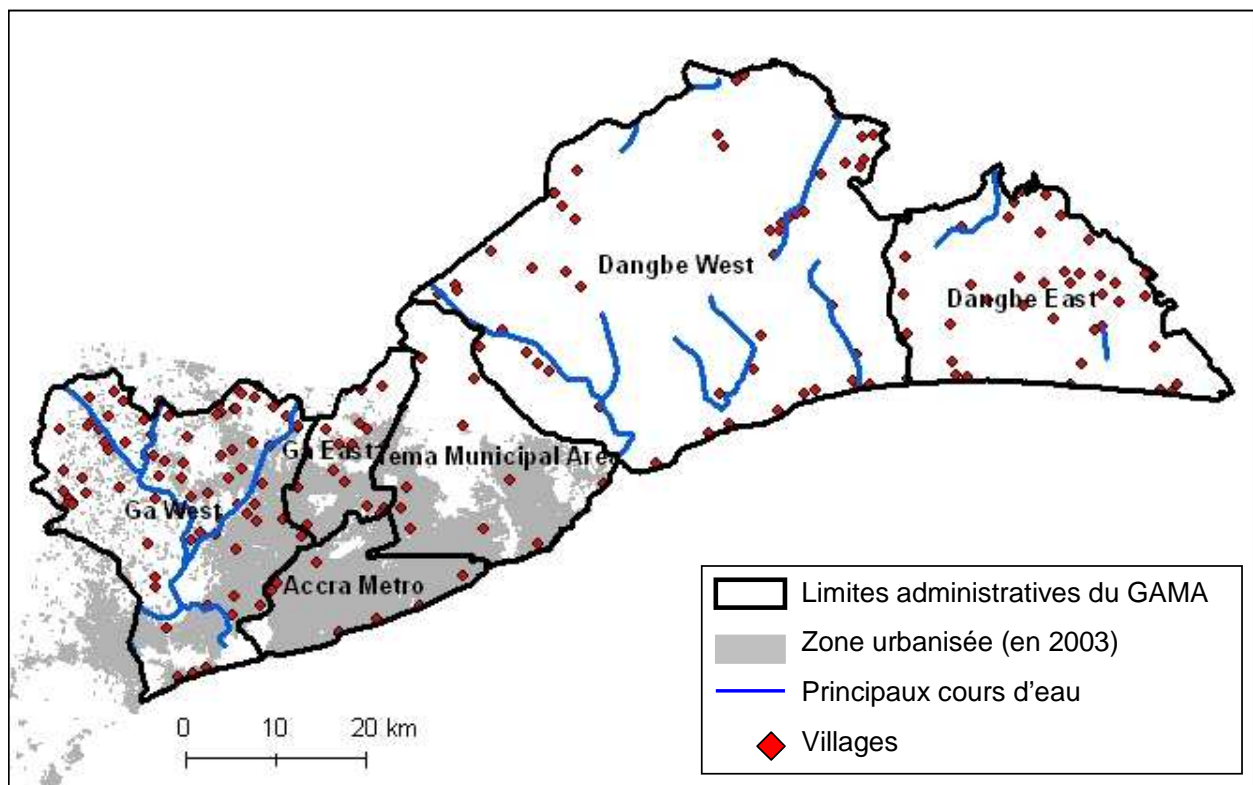 Dangbe West
Dangbe East
Ga East
Tema Municipal Area
Ga West
Accra Metro
Limites administratives du GAMA
Zone urbanisée (en 2003)
Principaux cours d'eau
Villages
0 10 20 km